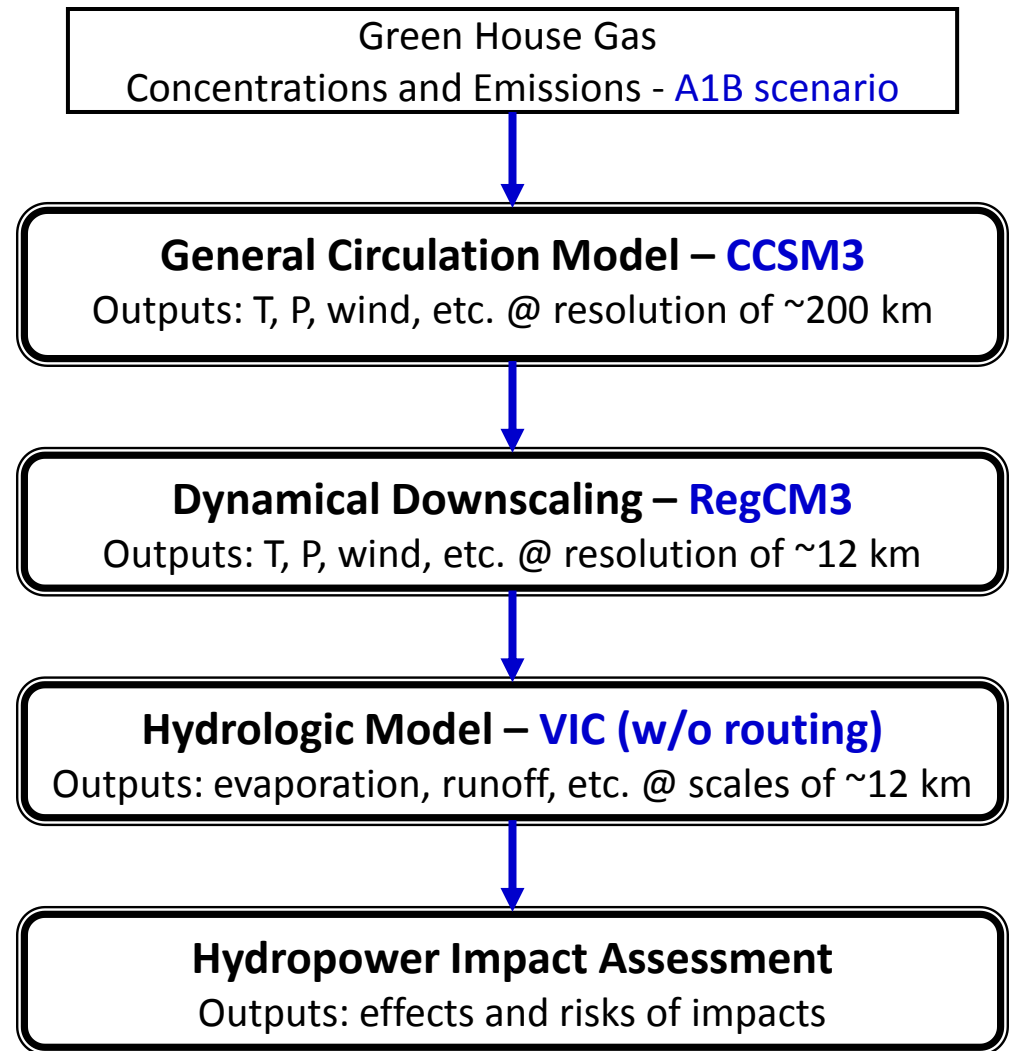 Green House Gas
Concentrations and Emissions - A1B scenario
General Circulation Model – CCSM3
Outputs: T, P, wind, etc. @ resolution of ~200 km
Dynamical Downscaling – RegCM3
Outputs: T, P, wind, etc. @ resolution of ~12 km
Hydrologic Model – VIC (w/o routing)
Outputs: evaporation, runoff, etc. @ scales of ~12 km
Hydropower Impact Assessment
Outputs: effects and risks of impacts